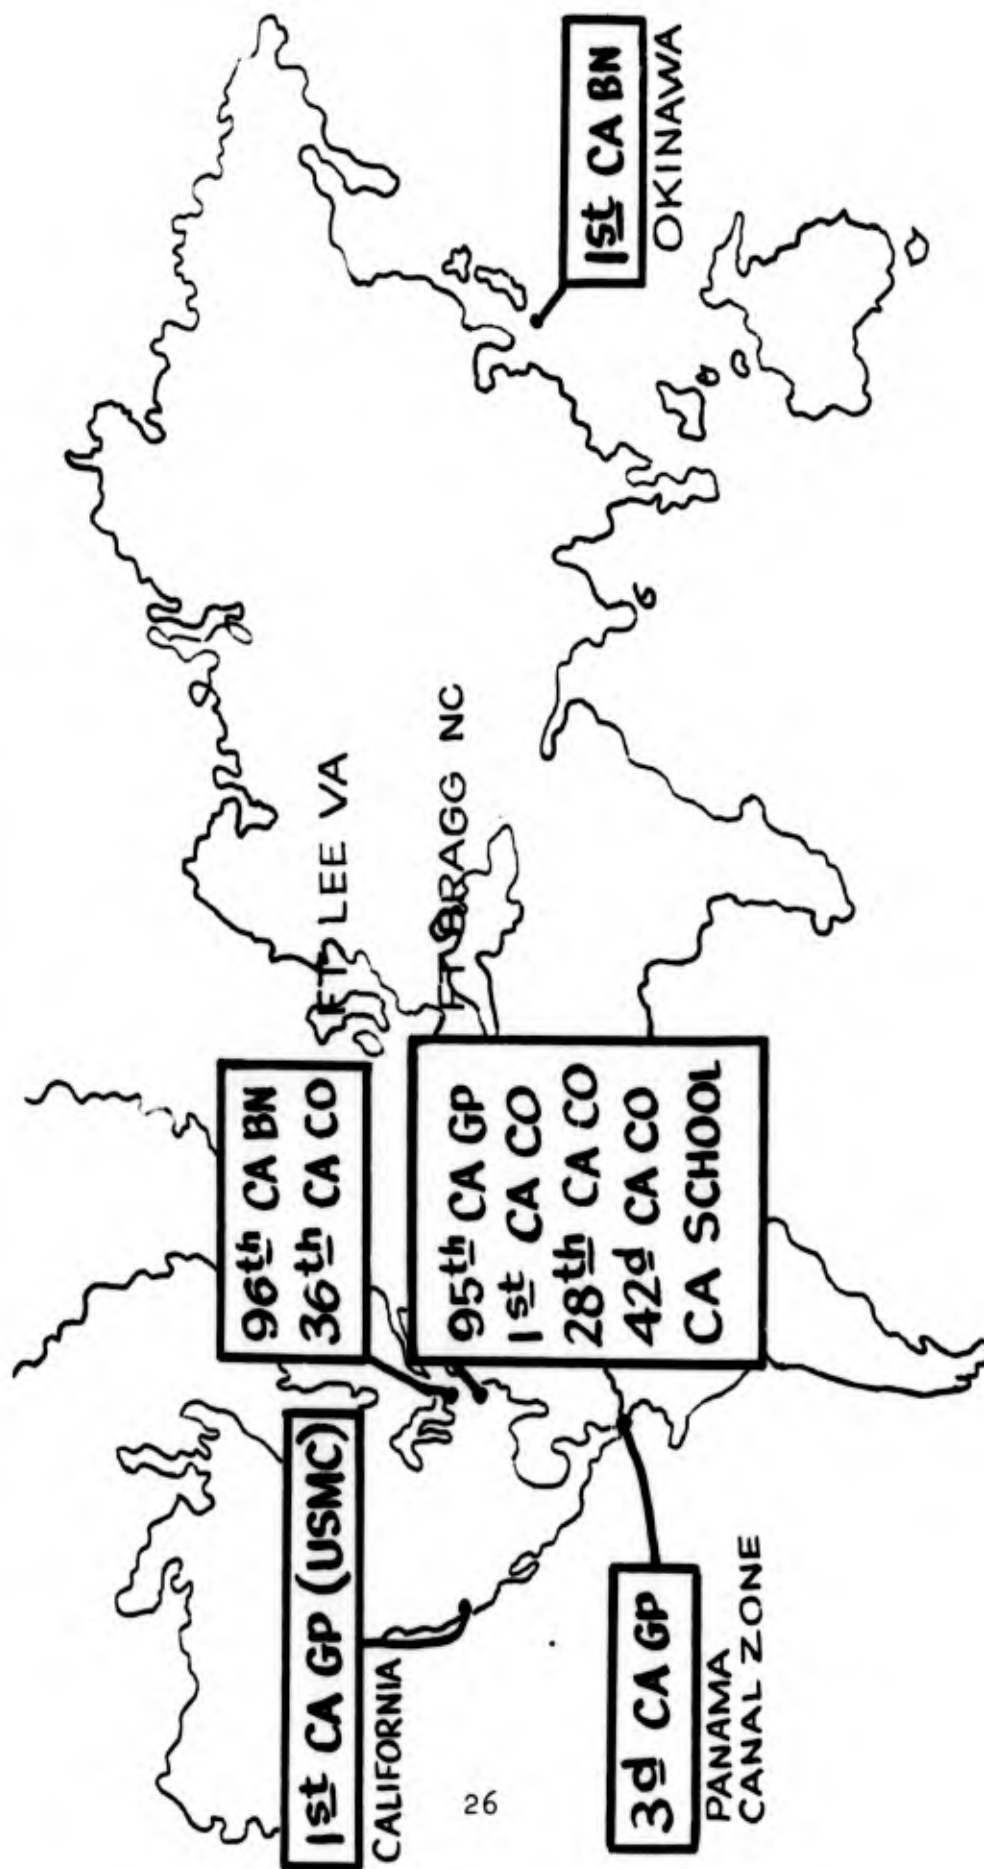 1st CA GP (USMC)
CALIFORNIA
96th CA BN
36th CA CO
FT LEE VA
95th CA GP
1st CA CO
28th CA CO
42d CA CO
CA SCHOOL
FT BRAGG NC
3d CA GP
PANAMA
CANAL ZONE
1st CA BN
OKINAWA
26